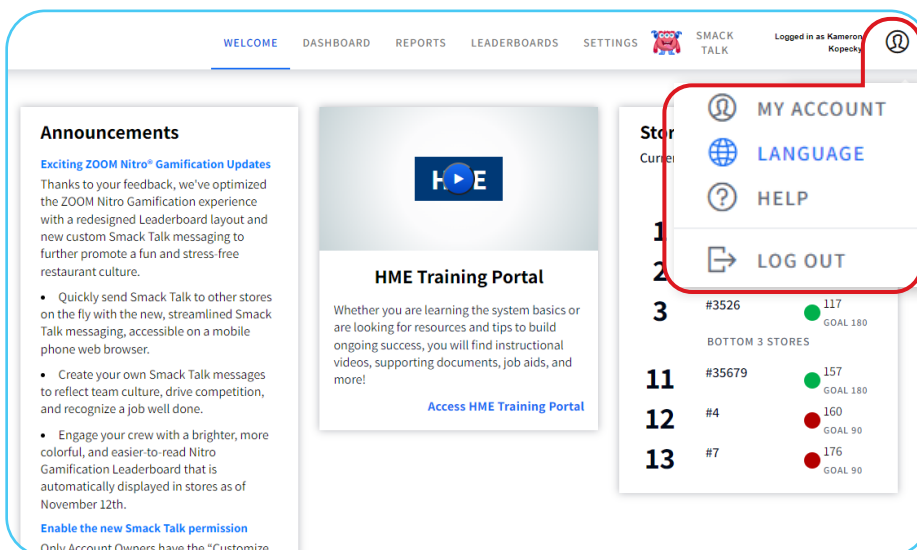 WELCOME
DASHBOARD
REPORTS
LEADERBOARDS
SETTINGS
SMACK
TALK
Logged in as Kameron
Kopecky
MY ACCOUNT
LANGUAGE
HELP
LOG OUT
Announcements
Exciting ZOOM Nitro® Gamification Updates
Thanks to your feedback, we've optimized
the ZOOM Nitro Gamification experience
with a redesigned Leaderboard layout and
new custom Smack Talk messaging to
further promote a fun and stress-free
restaurant culture.
• Quickly send Smack Talk to other stores
on the fly with the new, streamlined Smack
Talk messaging, accessible on a mobile
phone web browser.
• Create your own Smack Talk messages
to reflect team culture, drive competition,
and recognize a job well done.
• Engage your crew with a brighter, more
colorful, and easier-to-read Nitro
Gamification Leaderboard that is
automatically displayed in stores as of
November 12th.
Enable the new Smack Talk permission
Only Account Owners have the "Customize
HME Training Portal
Whether you are learning the system basics or
are looking for resources and tips to build
ongoing success, you will find instructional
videos, supporting documents, job aids, and
more!
Access HME Training Portal
1
2
3 #3526 117
GOAL 180
BOTTOM 3 STORES
11 #35679 157
GOAL 180
12 #4 160
GOAL 90
13 #7 176
GOAL 90